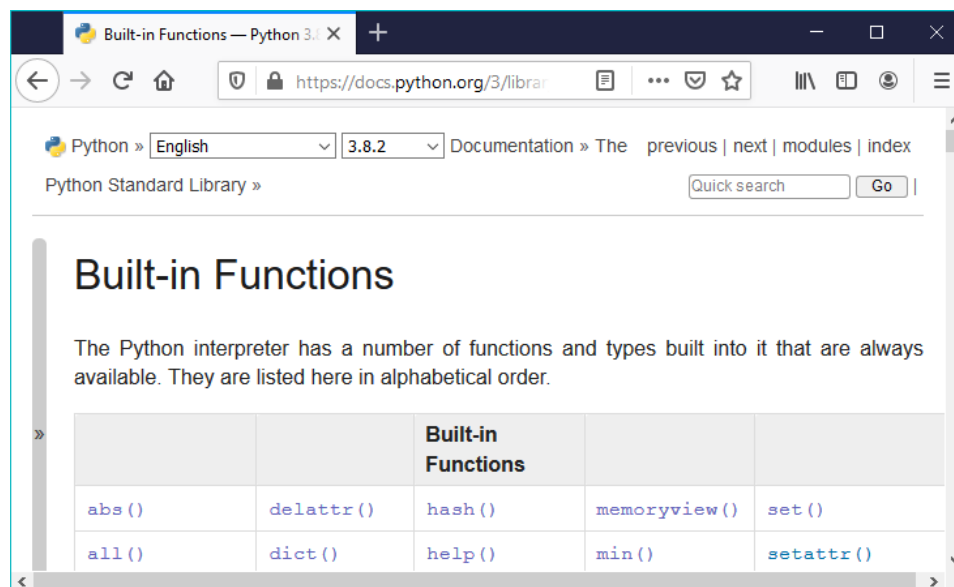 Built-in Functions — Python 3.8
https://docs.python.org/3/librar
Python » English 3.8.2 Documentation » The previous | next | modules | index
Python Standard Library » Quick search Go |
Built-in Functions
The Python interpreter has a number of functions and types built into it that are always
available. They are listed here in alphabetical order.
»
Built-in
Functions
abs() delattr() hash() memoryview() set()
all() dict() help() min() setattr()